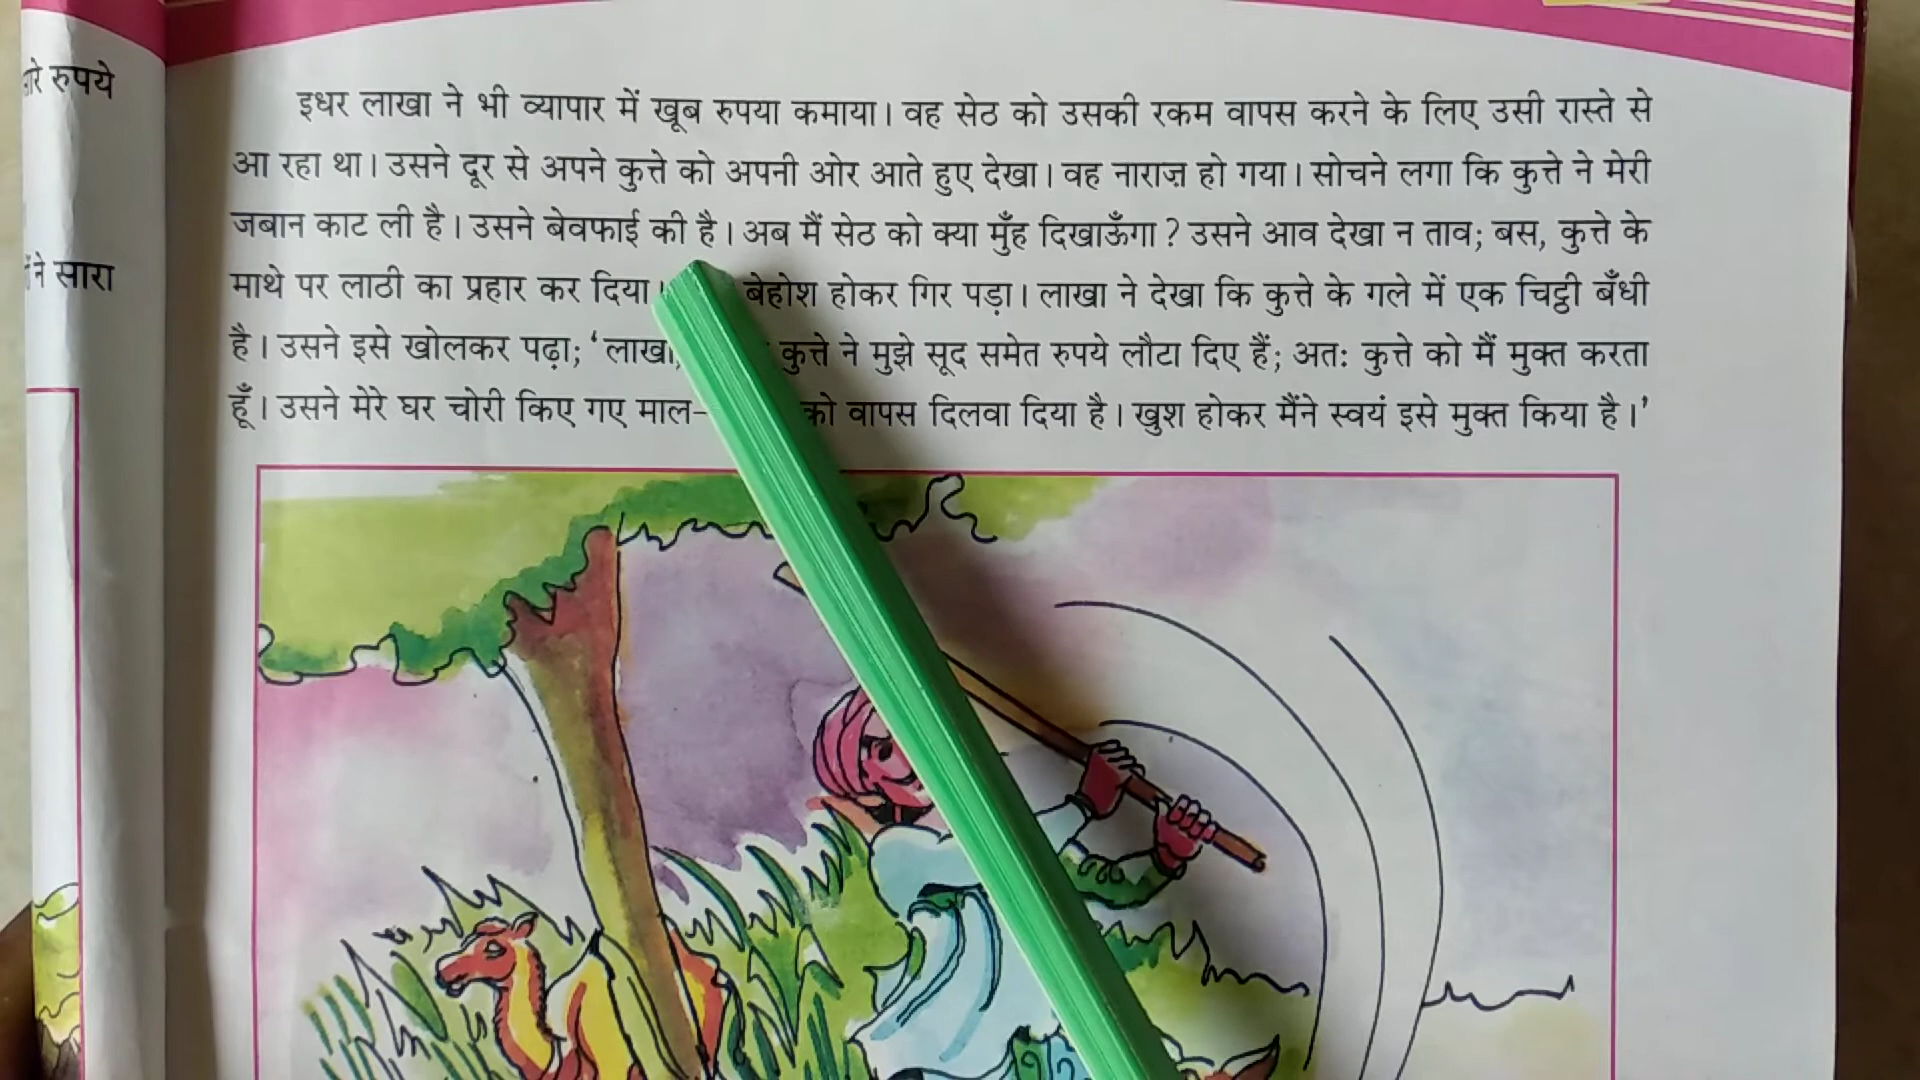 रे रुपये
ने सारा
इधर लाखा ने भी व्यापार में खूब रुपया कमाया। वह सेठ को उसकी रकम वापस करने के लिए उसी रास्ते से
आ रहा था। उसने दूर से अपने कुत्ते को अपनी ओर आते हुए देखा। वह नाराज़ हो गया। सोचने लगा कि कुत्ते ने मेरी
जबान काट ली है। उसने बेवफाई की है। अब मैं सेठ को क्या मुँह दिखाऊँगा? उसने आव देखा न ताव; बस, कुत्ते के
माथे पर लाठी का प्रहार कर दिया। बेहोश होकर गिर पड़ा। लाखा ने देखा कि कुत्ते के गले में एक चिट्ठी बँधी
है। उसने इसे खोलकर पढ़ा; ‘लाखा, कुत्ते ने मुझे सूद समेत रुपये लौटा दिए हैं; अतः कुत्ते को मैं मुक्त करता
हूँ। उसने मेरे घर चोरी किए गए माल- को वापस दिलवा दिया है। खुश होकर मैंने स्वयं इसे मुक्त किया है।’